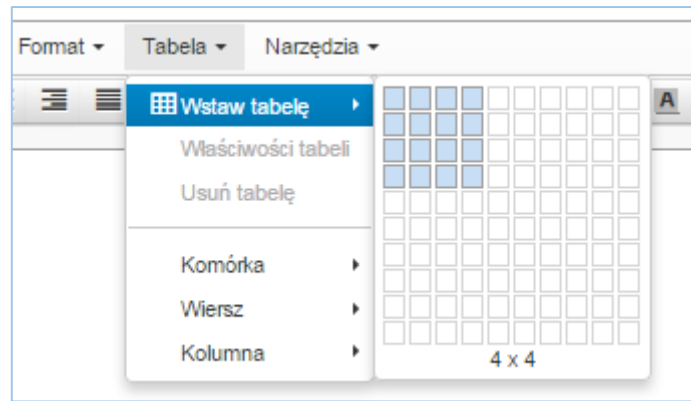 Format Tabela Narzędzia
A
Wstaw tabelę
Właściwości tabeli
Usuń tabelę
Komórka
Wiersz
Kolumna
4 x 4